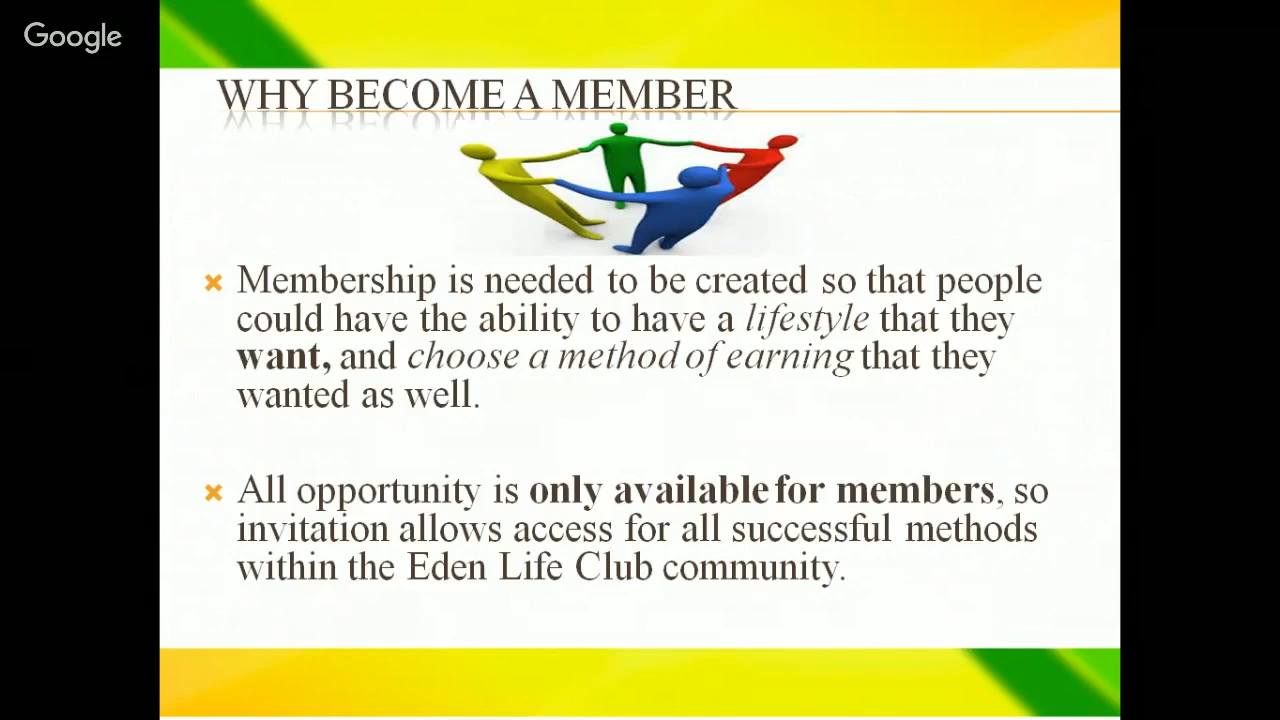 Google
WHY BECOME A MEMBER
Membership is needed to be created so that people
could have the ability to have a lifestyle that they
want, and choose a method of earning that they
wanted as well.
All opportunity is only available for members, so
invitation allows access for all successful methods
within the Eden Life Club community.